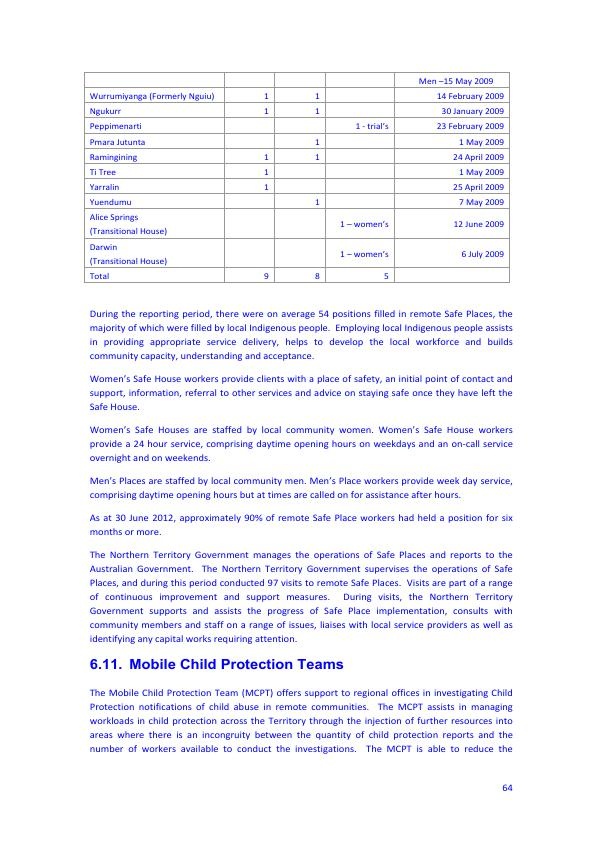 Men –15 May 2009
Wurrumiyanga (Formerly Nguiu) 1 1 14 February 2009
Ngukurr 1 1 30 January 2009
Peppimenarti 1 - trial's 23 February 2009
Pmara Jutunta 1 1 May 2009
Ramingining 1 1 24 April 2009
Ti Tree 1 1 May 2009
Yarralin 1 25 April 2009
Yuendumu 1 7 May 2009
Alice Springs
(Transitional House) 1 – women's 12 June 2009
Darwin
(Transitional House) 1 – women's 6 July 2009
Total 9 8 5
During the reporting period, there were on average 54 positions filled in remote Safe Places, the
majority of which were filled by local Indigenous people. Employing local Indigenous people assists
in providing appropriate service delivery, helps to develop the local workforce and builds
community capacity, understanding and acceptance.
Women's Safe House workers provide clients with a place of safety, an initial point of contact and
support, information, referral to other services and advice on staying safe once they have left the
Safe House.
Women's Safe Houses are staffed by local community women. Women's Safe House workers
provide a 24 hour service, comprising daytime opening hours on weekdays and an on-call service
overnight and on weekends.
Men's Places are staffed by local community men. Men's Place workers provide week day service,
comprising daytime opening hours but at times are called on for assistance after hours.
As at 30 June 2012, approximately 90% of remote Safe Place workers had held a position for six
months or more.
The Northern Territory Government manages the operations of Safe Places and reports to the
Australian Government. The Northern Territory Government supervises the operations of Safe
Places, and during this period conducted 97 visits to remote Safe Places. Visits are part of a range
of continuous improvement and support measures. During visits, the Northern Territory
Government supports and assists the progress of Safe Place implementation, consults with
community members and staff on a range of issues, liaises with local service providers as well as
identifying any capital works requiring attention.
6.11. Mobile Child Protection Teams
The Mobile Child Protection Team (MCPT) offers support to regional offices in investigating Child
Protection notifications of child abuse in remote communities. The MCPT assists in managing
workloads in child protection across the Territory through the injection of further resources into
areas where there is an incongruity between the quantity of child protection reports and the
number of workers available to conduct the investigations. The MCPT is able to reduce the
64